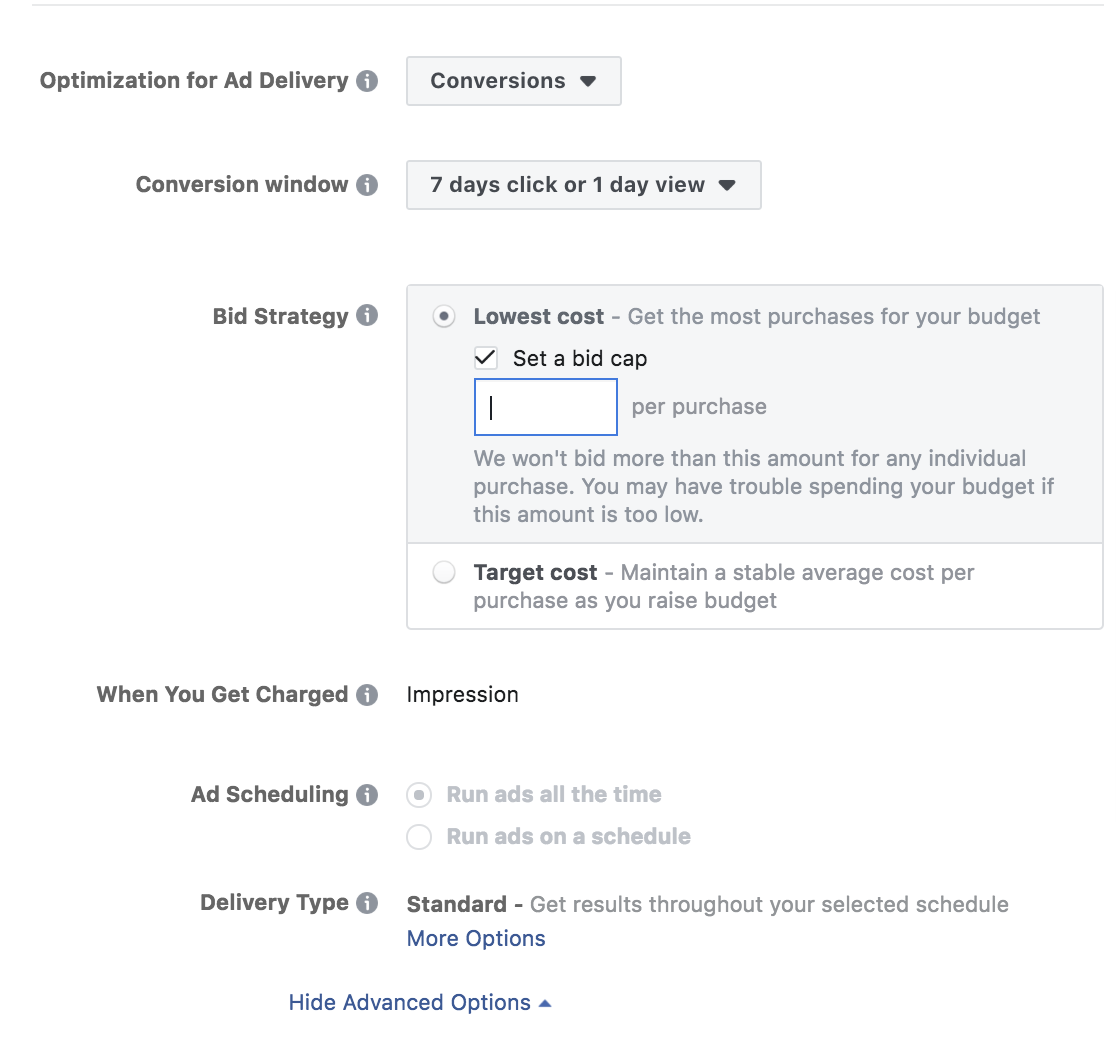 Optimization for Ad Delivery Conversions
Conversion window 7 days click or 1 day view
Bid Strategy Lowest cost - Get the most purchases for your budget
Set a bid cap
per purchase
We won't bid more than this amount for any individual
purchase. You may have trouble spending your budget if
this amount is too low.
Target cost - Maintain a stable average cost per
purchase as you raise budget
When You Get Charged Impression
Ad Scheduling Run ads all the time
Run ads on a schedule
Delivery Type Standard - Get results throughout your selected schedule
More Options
Hide Advanced Options